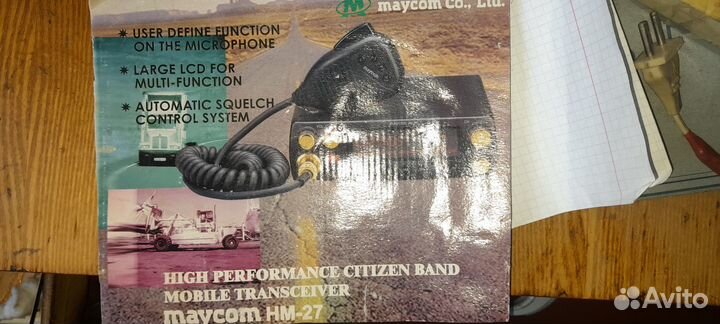 maycom Co., Ltd.
✷ USER DEFINE FUNCTION
ON THE MICROPHONE
✷ LARGE LCD FOR
MULTI-FUNCTION
✷ AUTOMATIC SQUELCH
CONTROL SYSTEM
HIGH PERFORMANCE CITIZEN BAND
MOBILE TRANSCEIVER
maycom HM-27
Avito